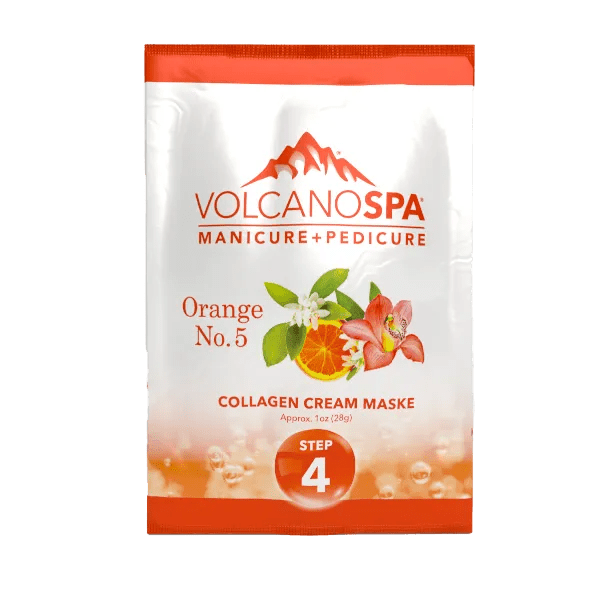 VOLCANOSPA®
MANICURE+PEDICURE
Orange
No. 5
COLLAGEN CREAM MASKE
Approx. 1oz (28g)
STEP
4